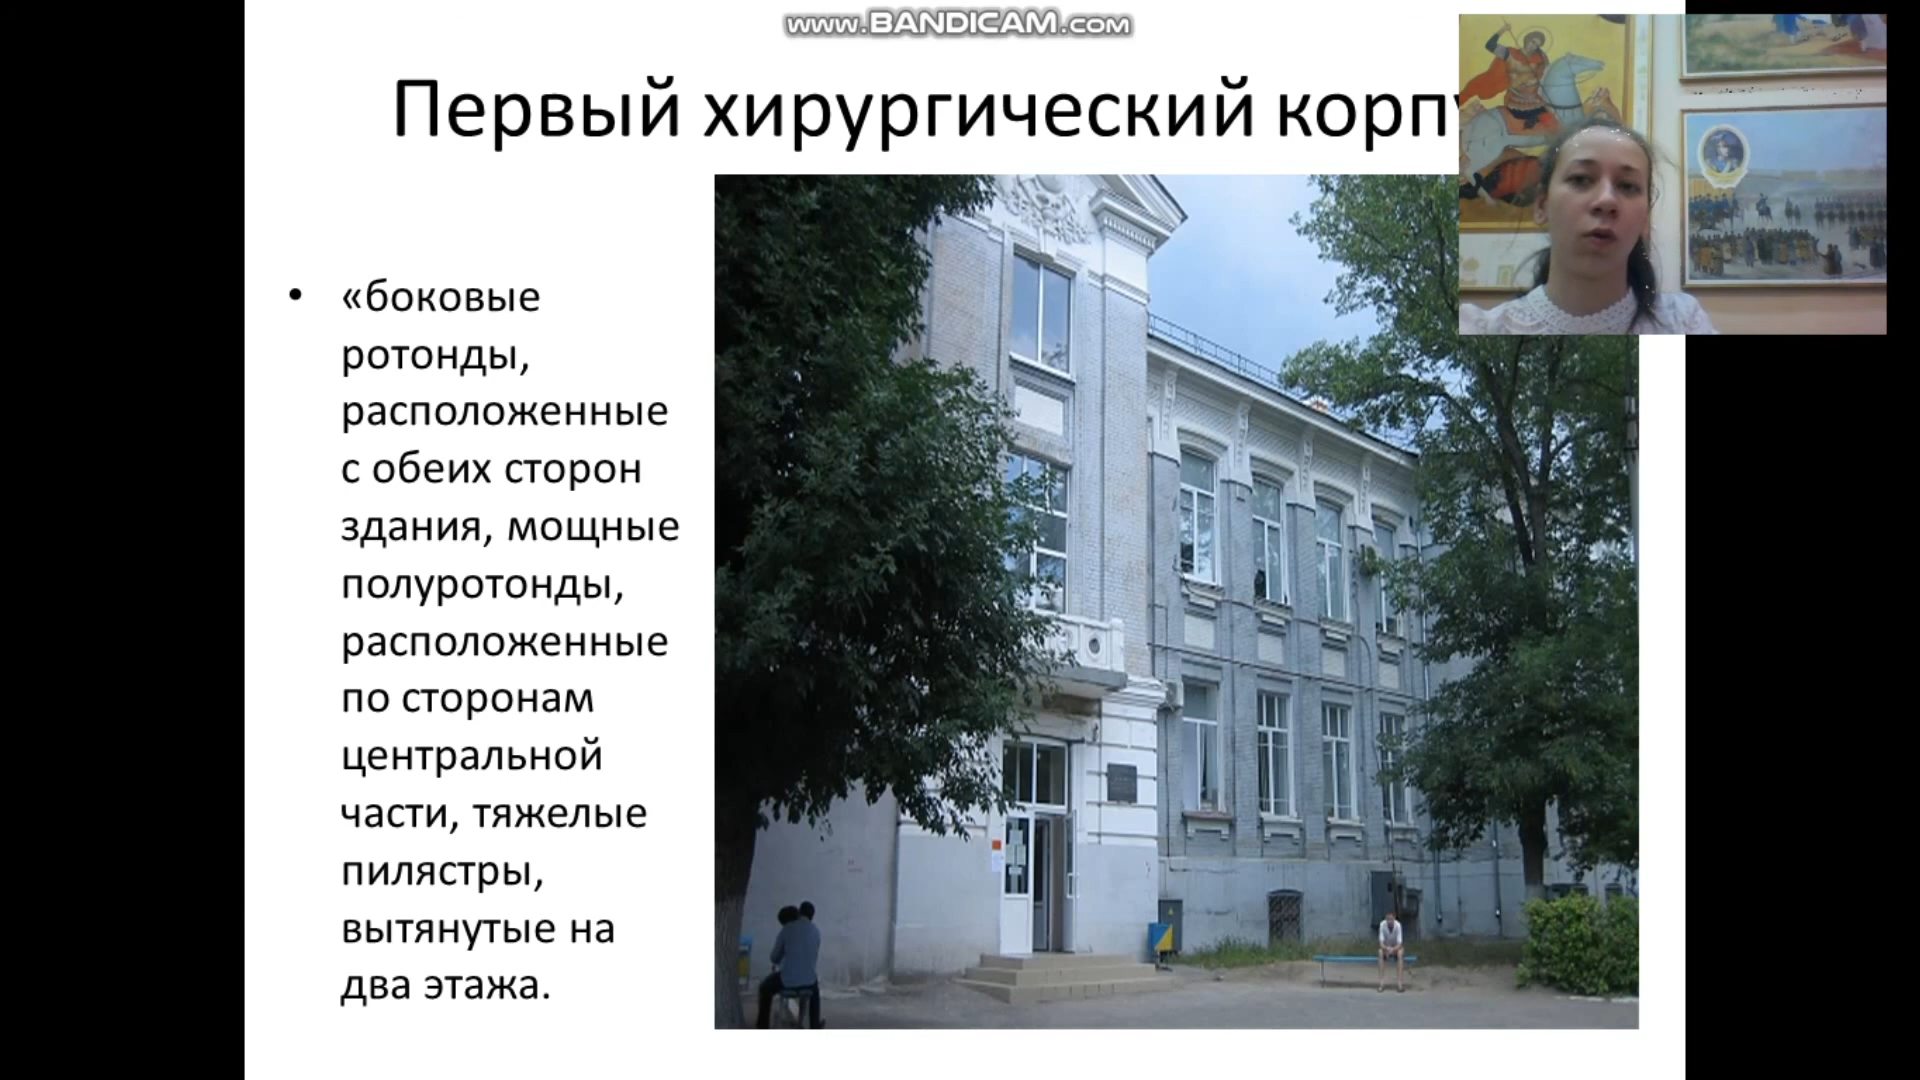 www.BANDICAM.com
Первый хирургический корп
• «боковые
ротонды,
расположенные
с обеих сторон
здания, мощные
полуротонды,
расположенные
по сторонам
центральной
части, тяжелые
пилястры,
вытянутые на
два этажа.